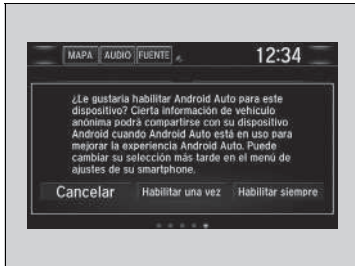 MAPA AUDIO FUENTE 12:34
¿Le gustaria habilitar Android Auto para este
dispositivo? Cierta información de vehículo
anónima podrá compartirse con su dispositivo
Android cuando Android Auto está en uso para
mejorar la experiencia Android Auto. Puede
cambiar su selección más tarde en el menú de
ajustes de su smartphone.
Cancelar Habilitar una vez Habilitar siempre